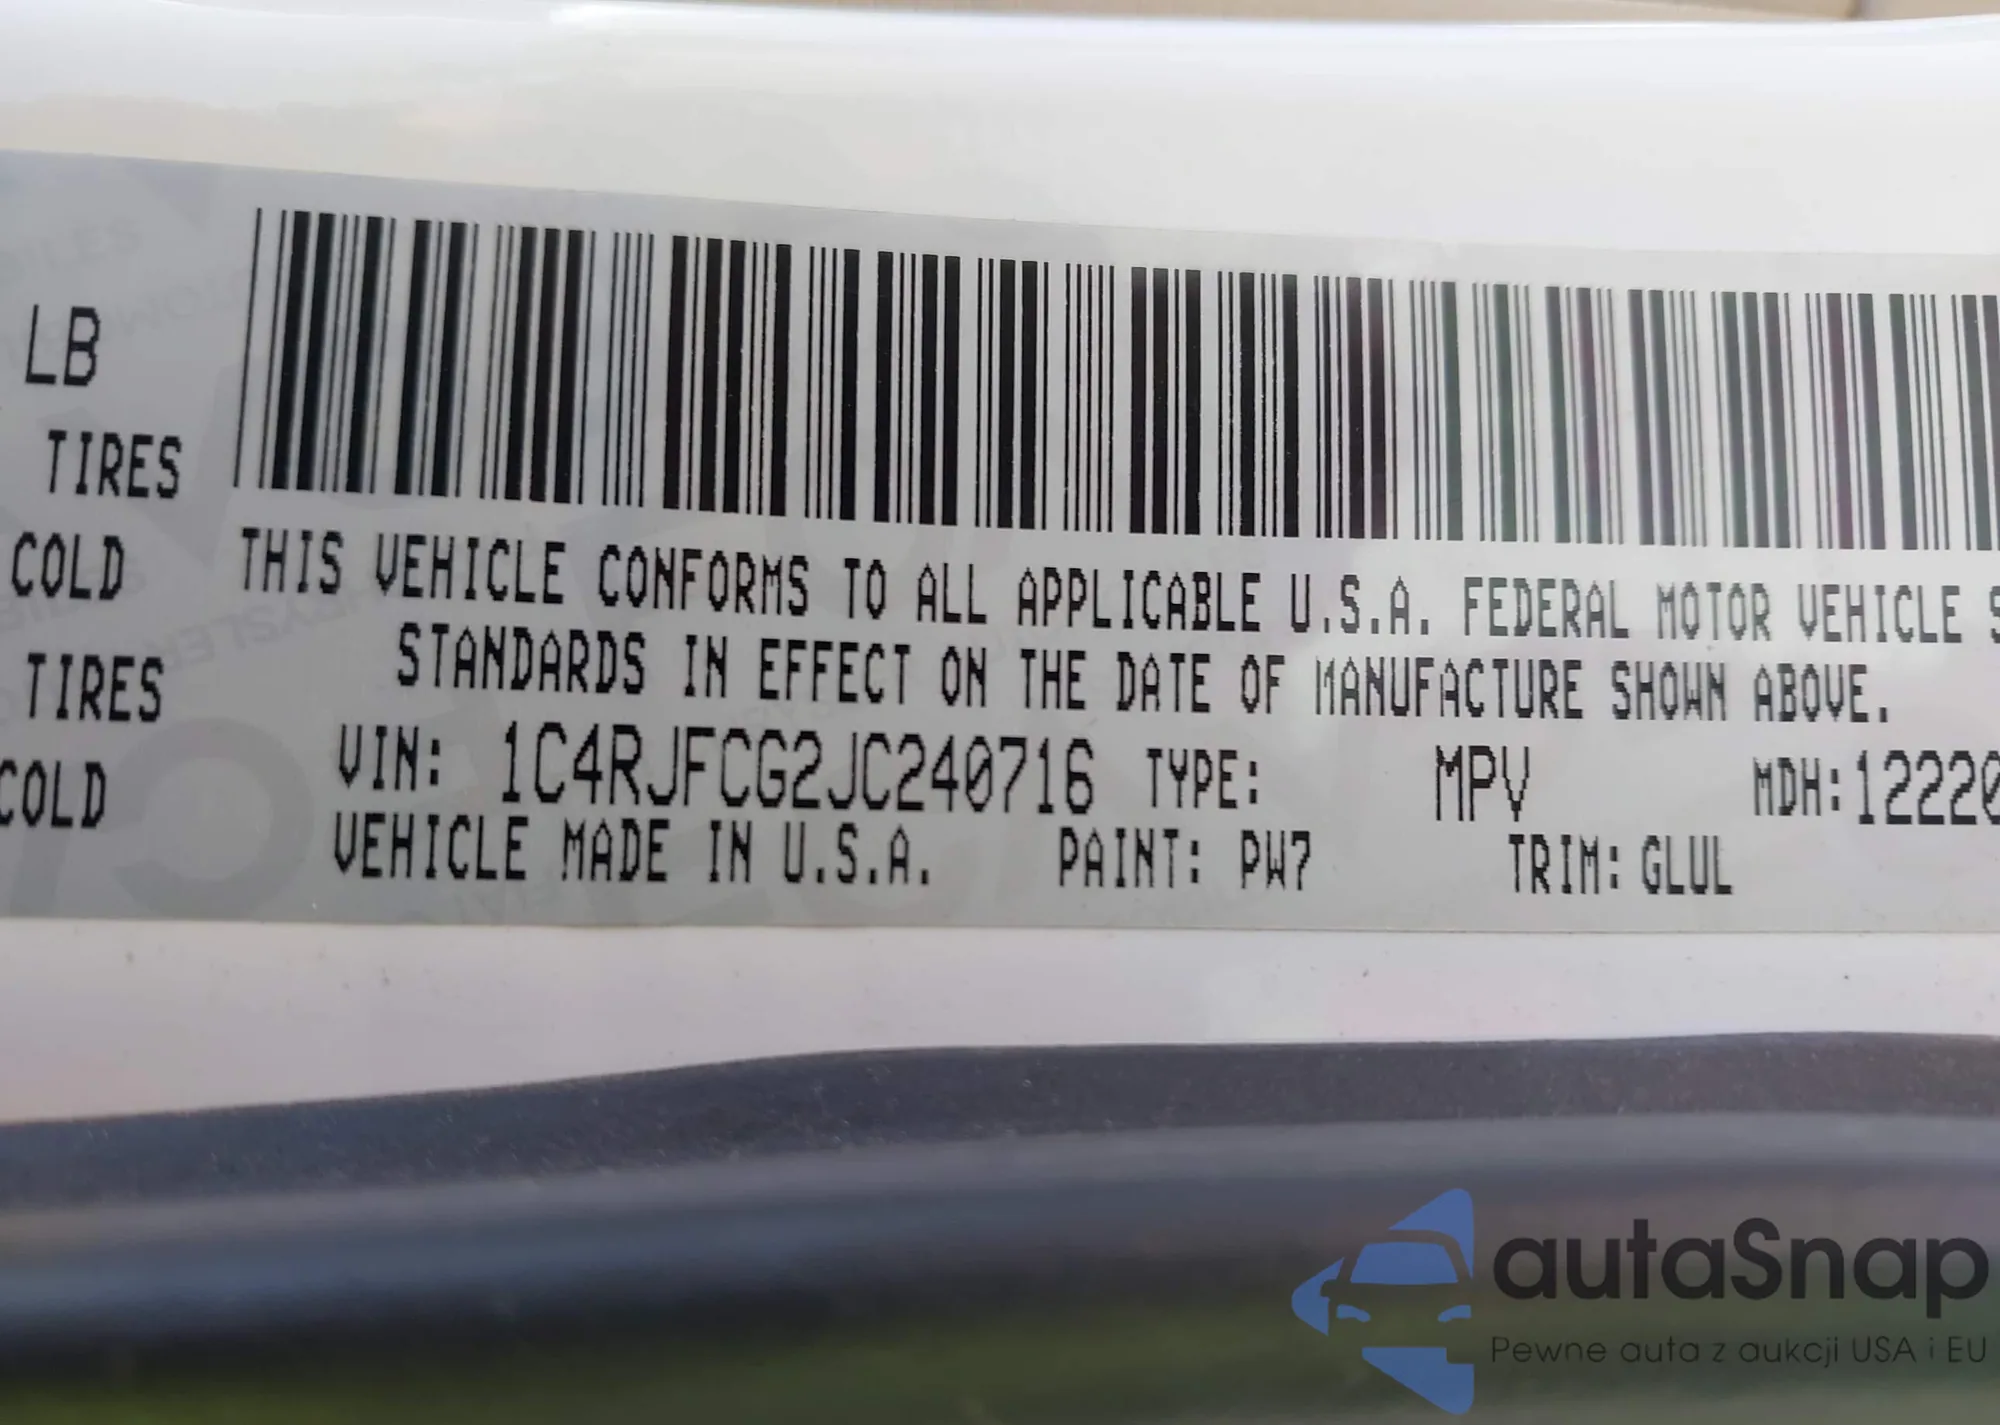 LB
TIRES
COLD
TIRES
COLD
THIS VEHICLE CONFORMS TO ALL APPLICABLE U.S.A. FEDERAL MOTOR VEHICLE S
STANDARDS IN EFFECT ON THE DATE OF MANUFACTURE SHOWN ABOVE.
VIN: 1C4RJFCG2JC240716 TYPE: MPV MDH:12220
VEHICLE MADE IN U.S.A. PAINT: PW7 TRIM: GLUL
autaSnap
Pewne auta z aukcji USA i EU